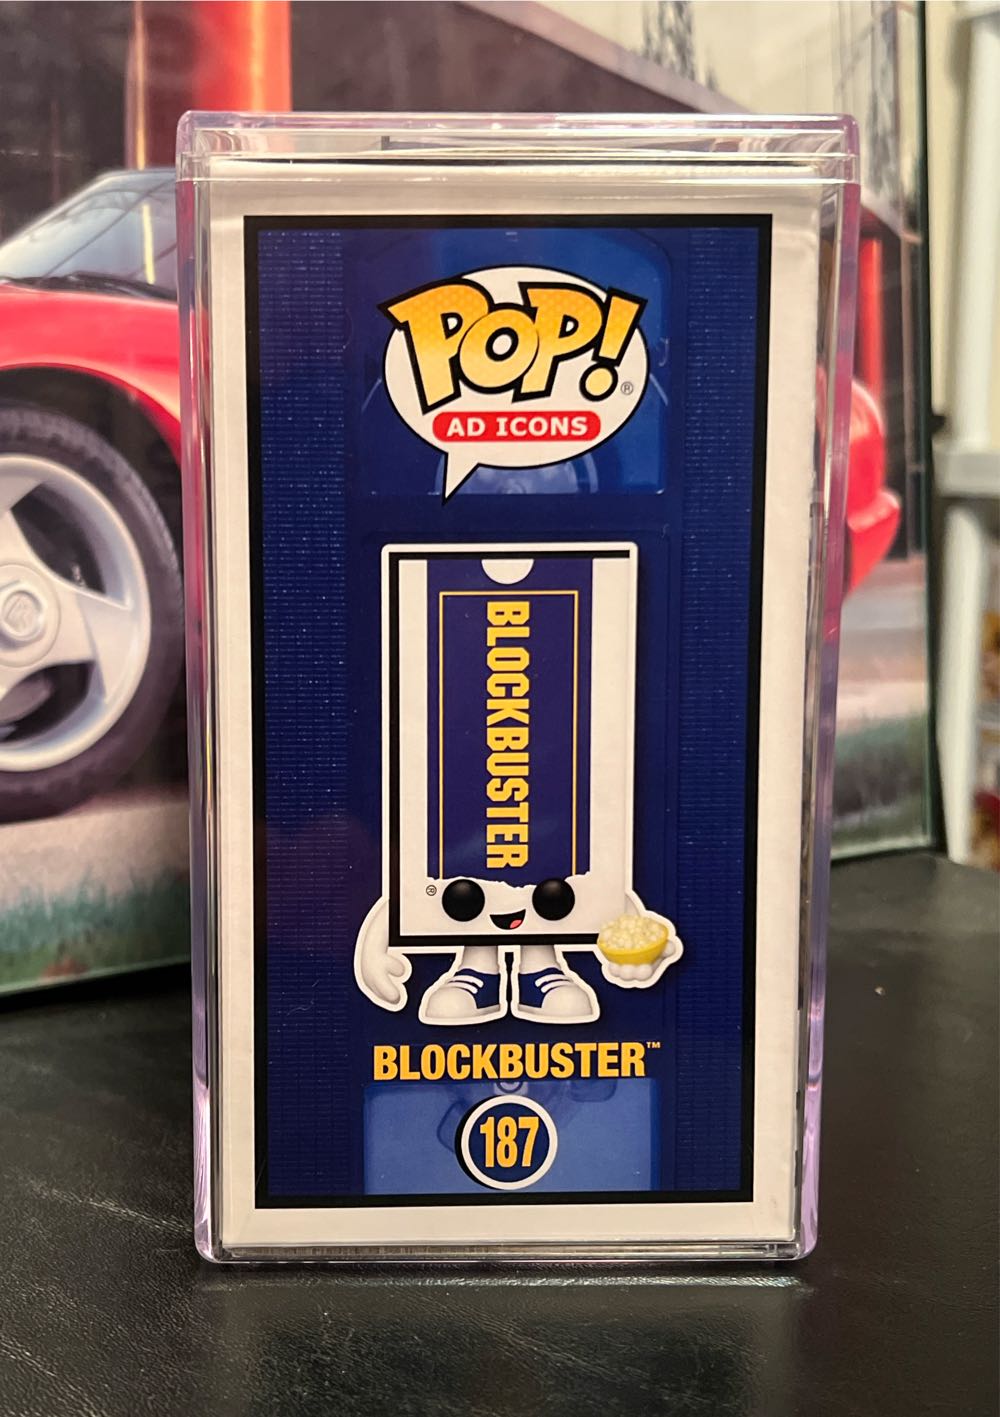 POP!®
AD ICONS
BLOCKBUSTER
®
BLOCKBUSTER™
187